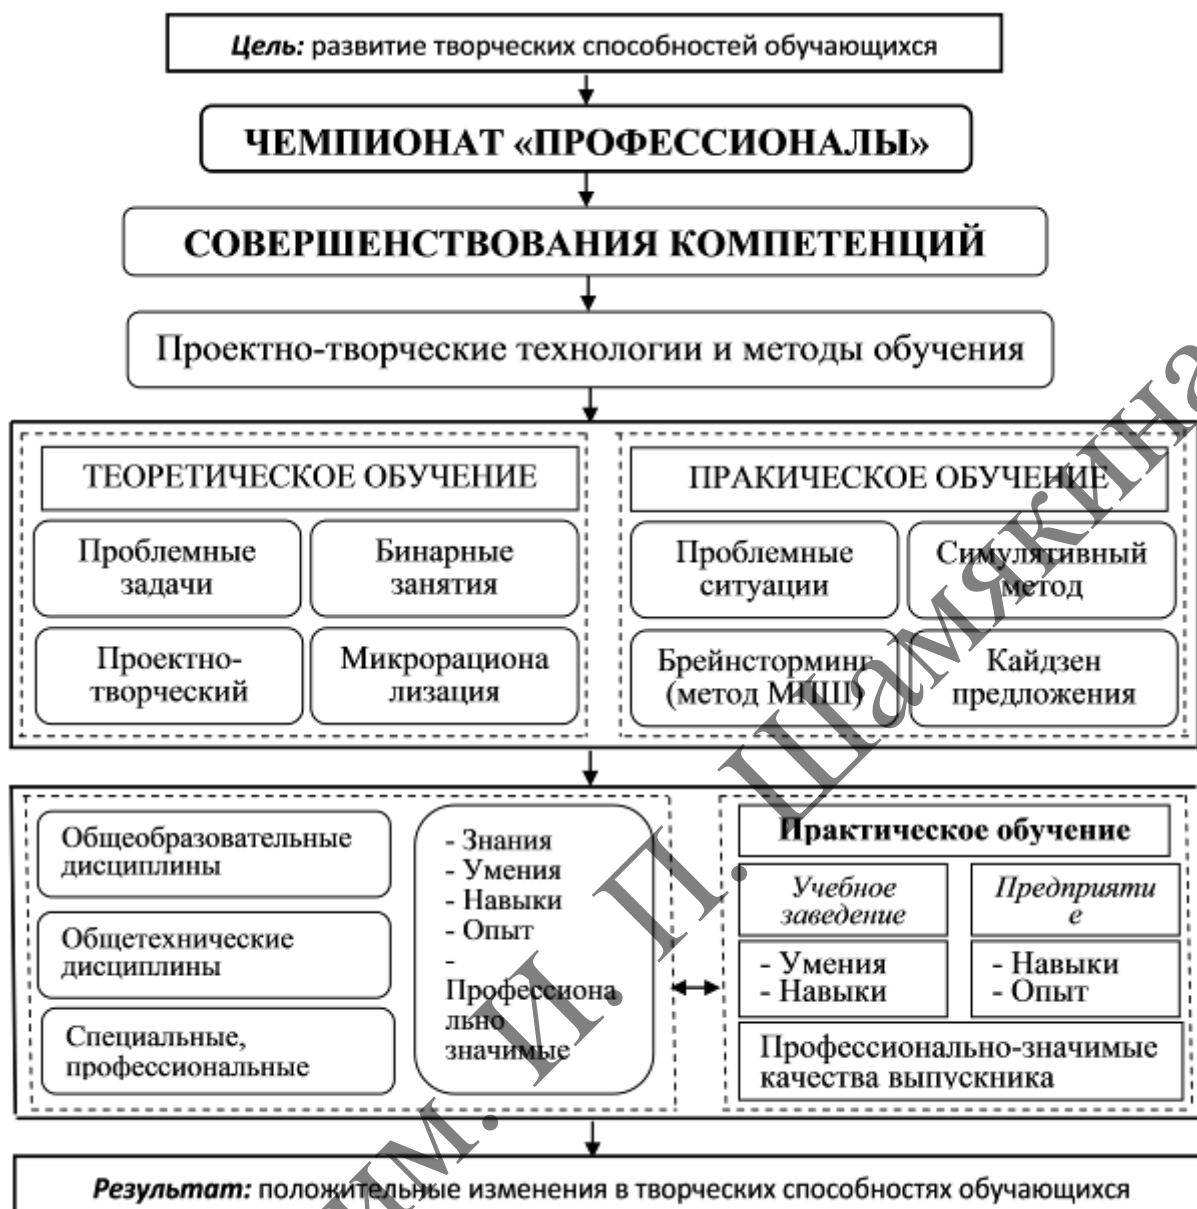 Цель: развитие творческих способностей обучающихся
ЧЕМПИОНАТ «ПРОФЕССИОНАЛЫ»
СОВЕРШЕНСТВОВАНИЯ КОМПЕТЕНЦИЙ
Проектно-творческие технологии и методы обучения
ТЕОРЕТИЧЕСКОЕ ОБУЧЕНИЕ
Проблемные
задачи
Бинарные
занятия
Проектно-
творческий
Микрорациона
лизация
ПРАКИЧЕСКОЕ ОБУЧЕНИЕ
Проблемные
ситуации
Симулятивный
метод
Брейнсторминг
(метод МПШ)
Кайдзен
предложения
Общеобразовательные
дисциплины
Общетехнические
дисциплины
Специальные,
профессиональные
- Знания
- Умения
- Навыки
- Опыт
-
Профессиона
льно
значимые
Практическое обучение
Учебное
заведение
Предприяти
е
- Умения
- Навыки
- Навыки
- Опыт
Профессионально-значимые
качества выпускника
Результат: положительные изменения в творческих способностях обучающихся
им. И. П. Шамякина